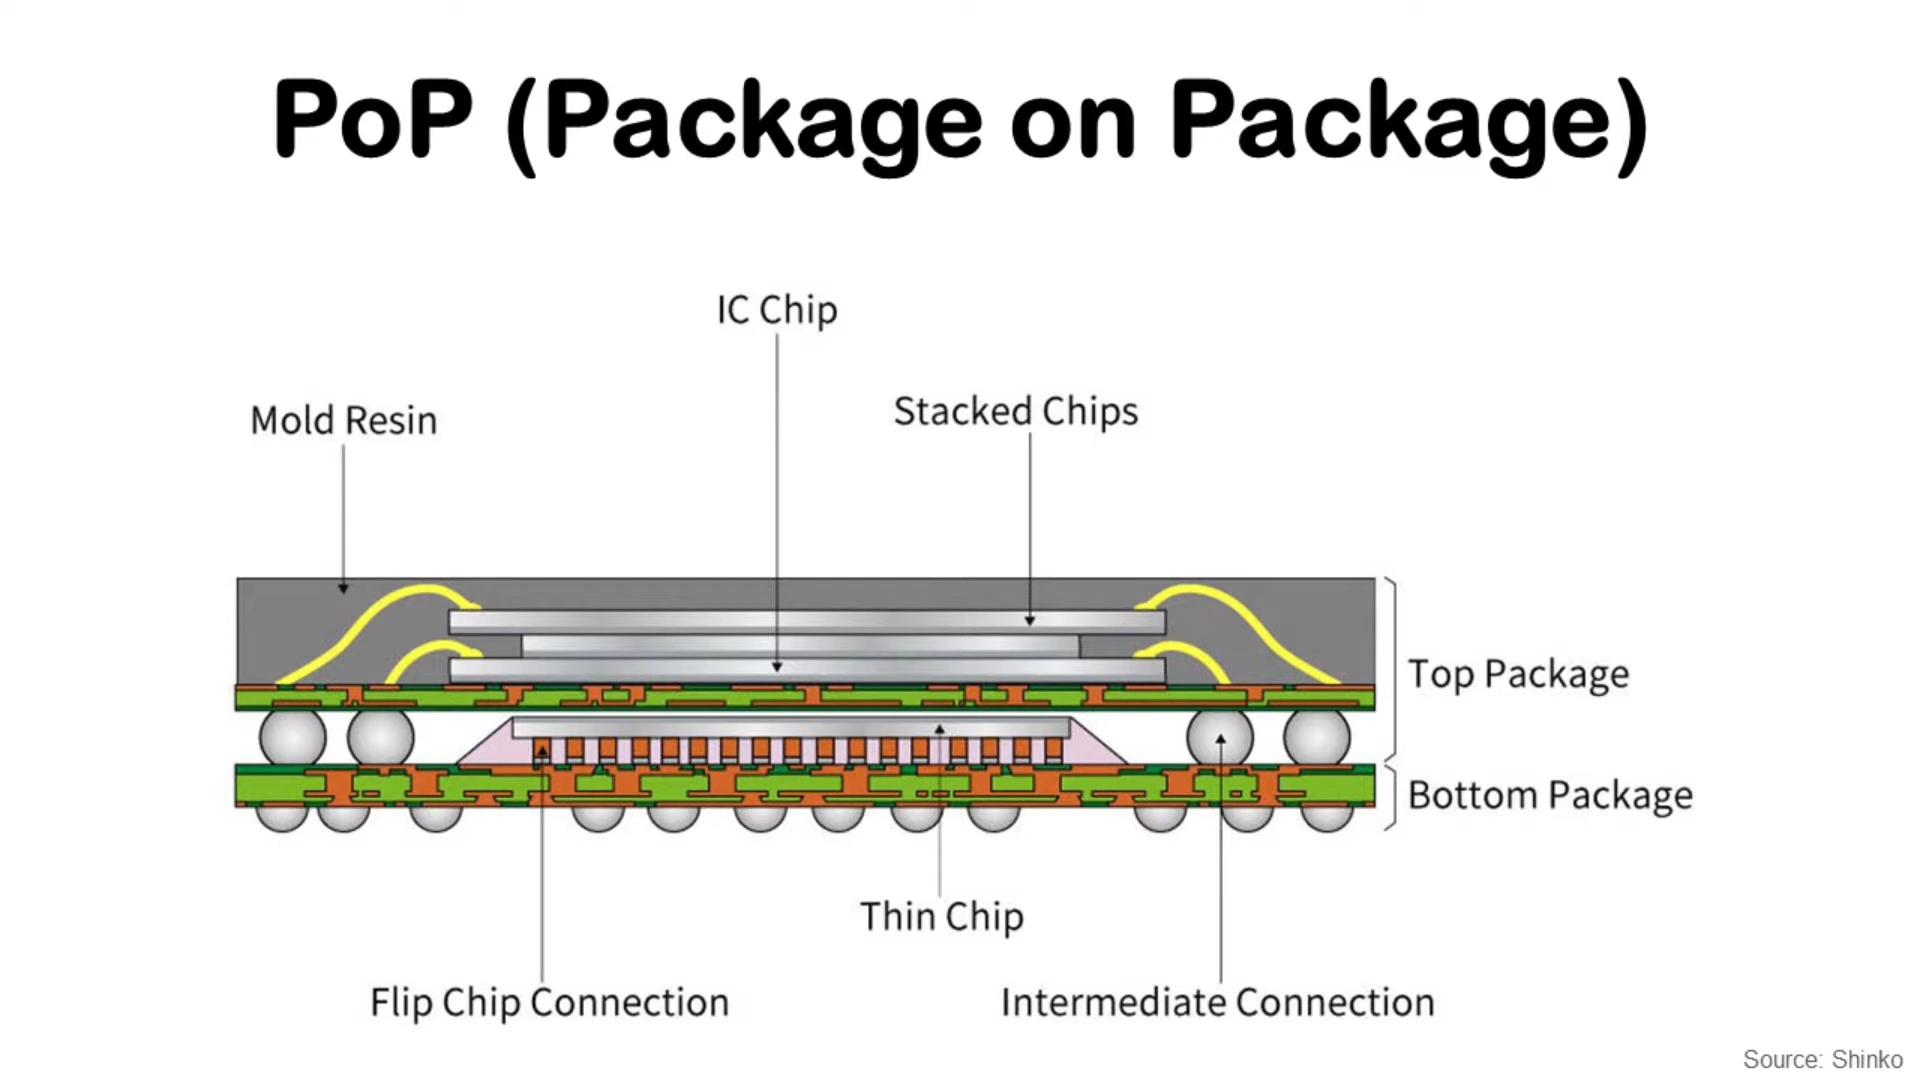 PoP (Package on Package)
IC Chip
Stacked Chips
Mold Resin
Top Package
Bottom Package
Thin Chip
Flip Chip Connection
Intermediate Connection
Source: Shinko